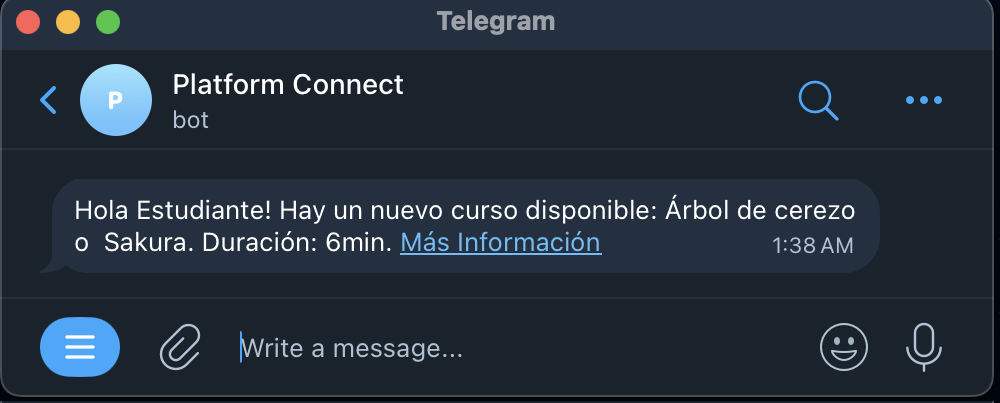 Telegram
P
Platform Connect
bot
Hola Estudiante! Hay un nuevo curso disponible: Árbol de cerezo
o  Sakura. Duración: 6min. Más Información
1:38 AM
Write a message...